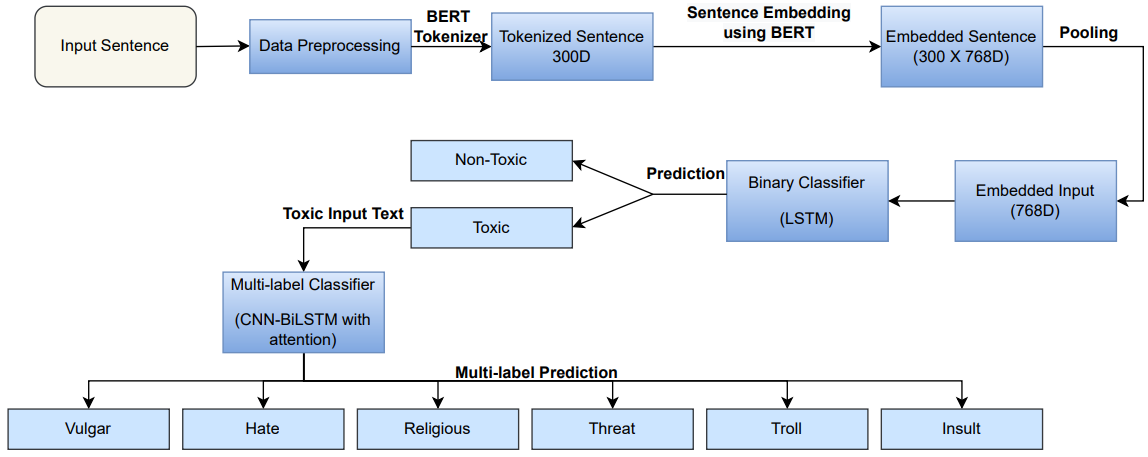 Input Sentence
Data Preprocessing
BERT
Tokenizer
Tokenized Sentence
300D
Sentence Embedding
using BERT
Embedded Sentence
(300 X 768D)
Pooling
Embedded Input
(768D)
Binary Classifier
(LSTM)
Prediction
Non-Toxic
Toxic
Toxic Input Text
Multi-label Classifier
(CNN-BiLSTM with
attention)
Multi-label Prediction
Vulgar
Hate
Religious
Threat
Troll
Insult